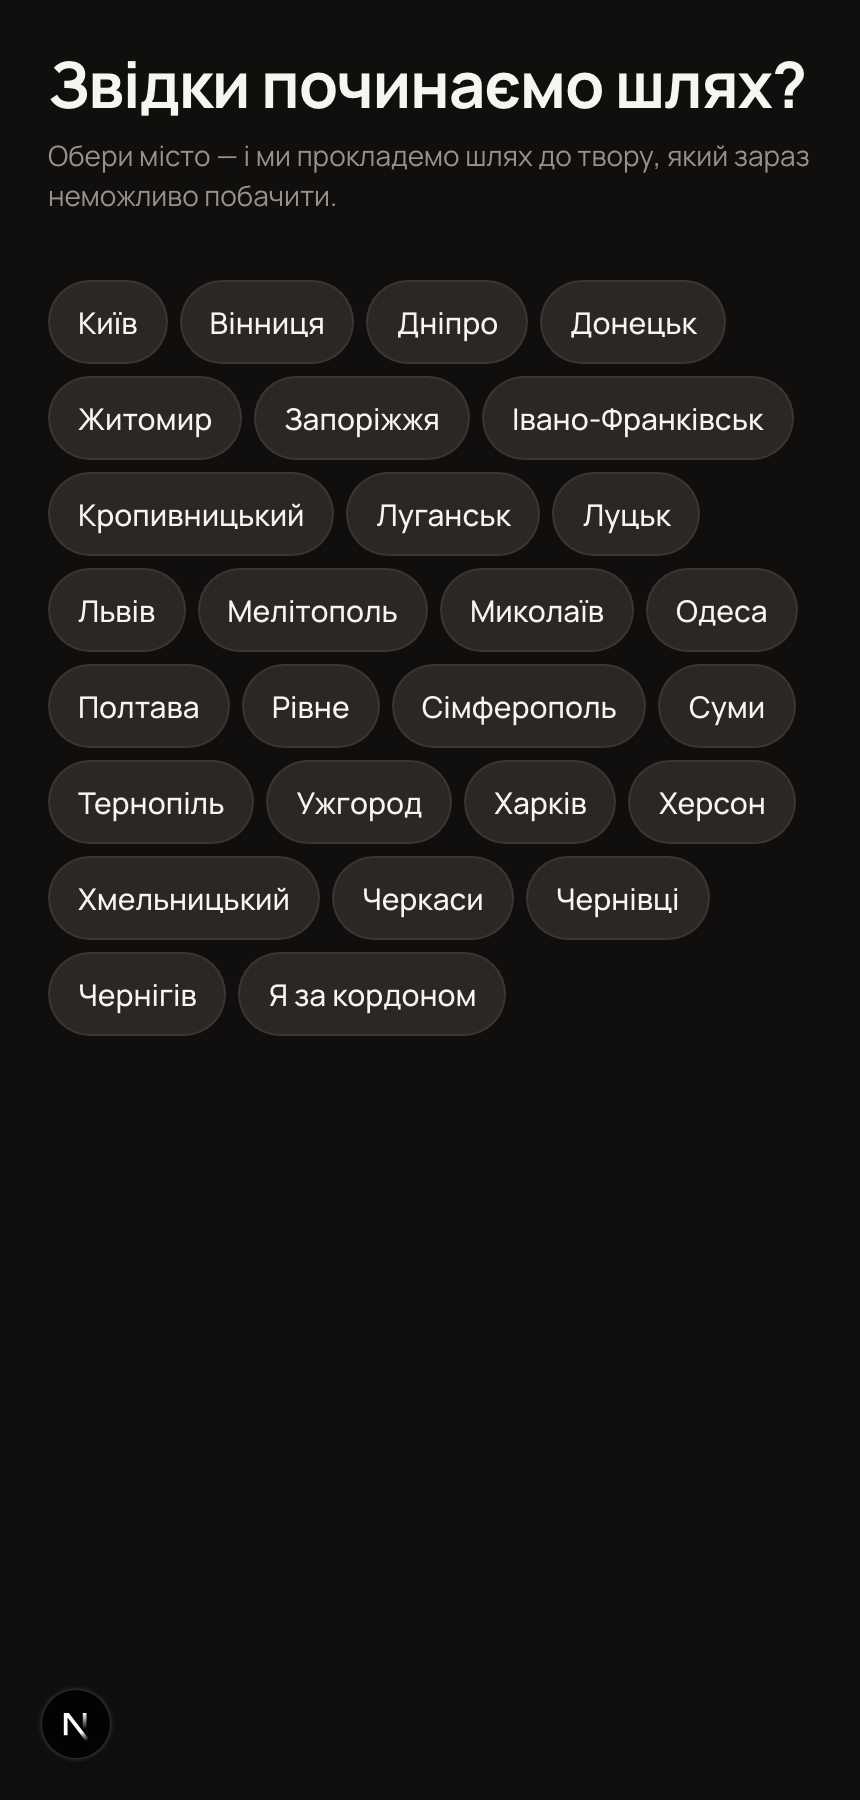 Звідки починаємо шлях?
Обери місто — і ми прокладемо шлях до твору, який зараз
неможливо побачити.
Київ Вінниця Дніпро Донецьк
Житомир Запоріжжя Івано-Франківськ
Кропивницький Луганськ Луцьк
Львів Мелітополь Миколаїв Одеса
Полтава Рівне Сімферополь Суми
Тернопіль Ужгород Харків Херсон
Хмельницький Черкаси Чернівці
Чернігів Я за кордоном
N